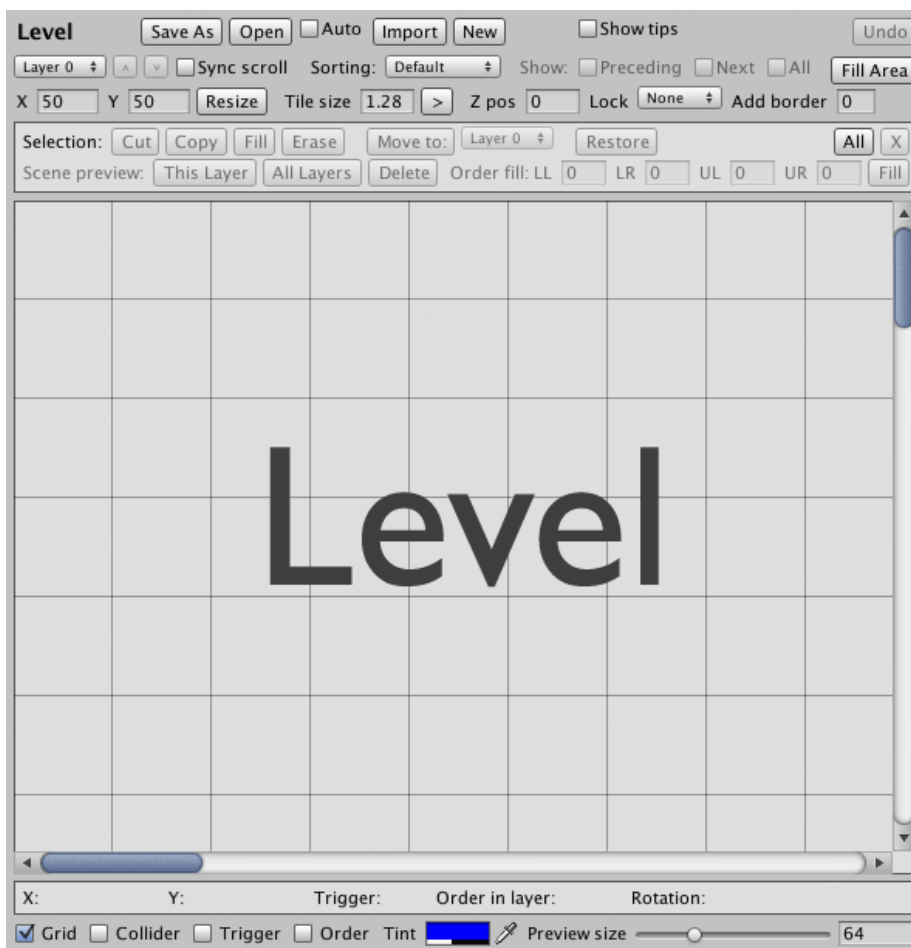 Level Save As Open Auto Import New Show tips Undo
Layer 0 ^ v Sync scroll Sorting: Default Show: Preceding Next All Fill Area
X 50 Y 50 Resize Tile size 1.28 > Z pos 0 Lock None Add border 0
Selection: Cut Copy Fill Erase Move to: Layer 0 Restore All X
Scene preview: This Layer All Layers Delete Order fill: LL 0 LR 0 UL 0 UR 0 Fill
Level
X: Y: Trigger: Order in layer: Rotation:
Grid Collider Trigger Order Tint Preview size 64